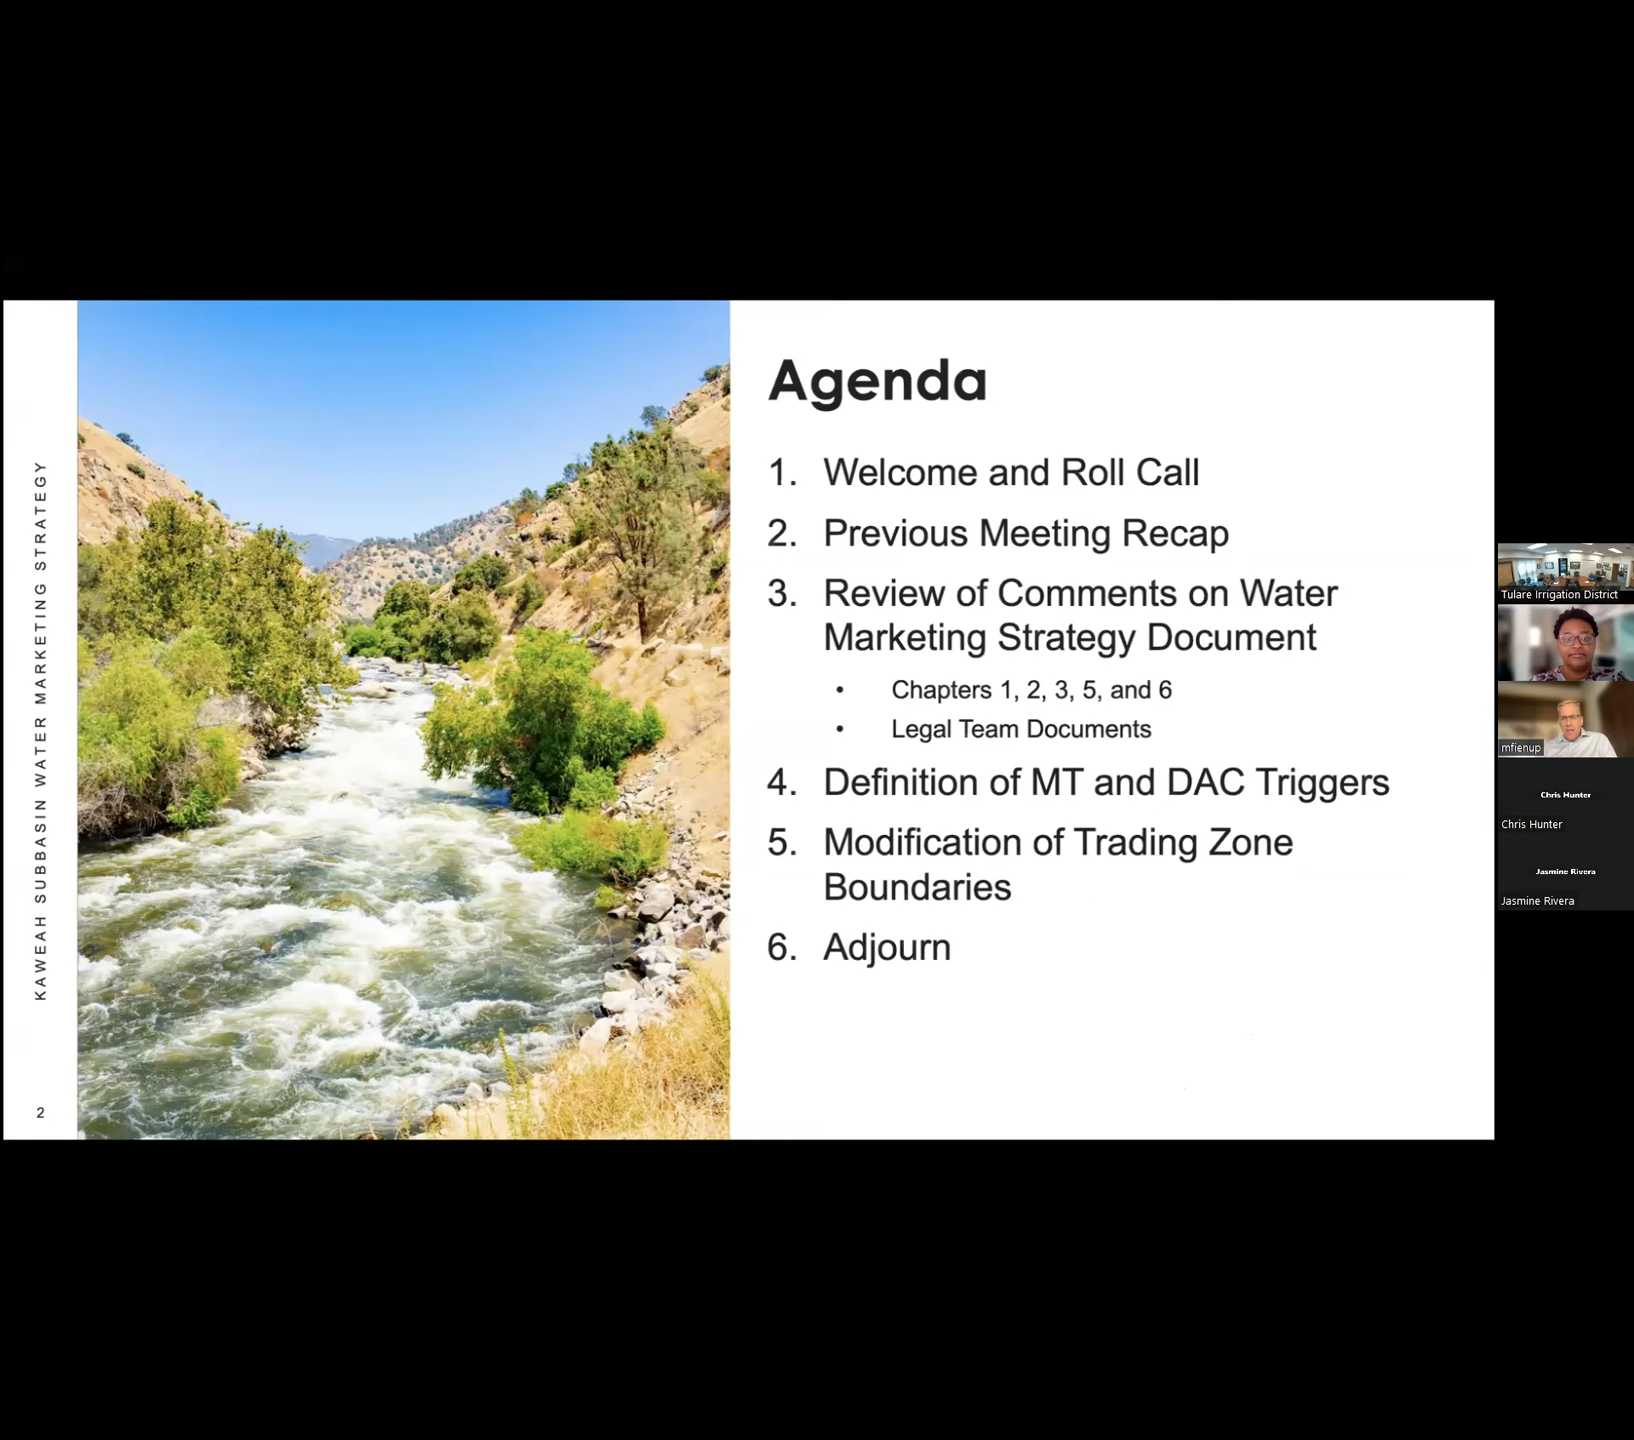 KAWEAH SUBBASIN WATER MARKETING STRATEGY
2
Agenda
1. Welcome and Roll Call
2. Previous Meeting Recap
3. Review of Comments on Water
Marketing Strategy Document
• Chapters 1, 2, 3, 5, and 6
• Legal Team Documents
4. Definition of MT and DAC Triggers
5. Modification of Trading Zone
Boundaries
6. Adjourn
Tulare Irrigation District
mfienup
Chris Hunter
Chris Hunter
Jasmine Rivera
Jasmine Rivera